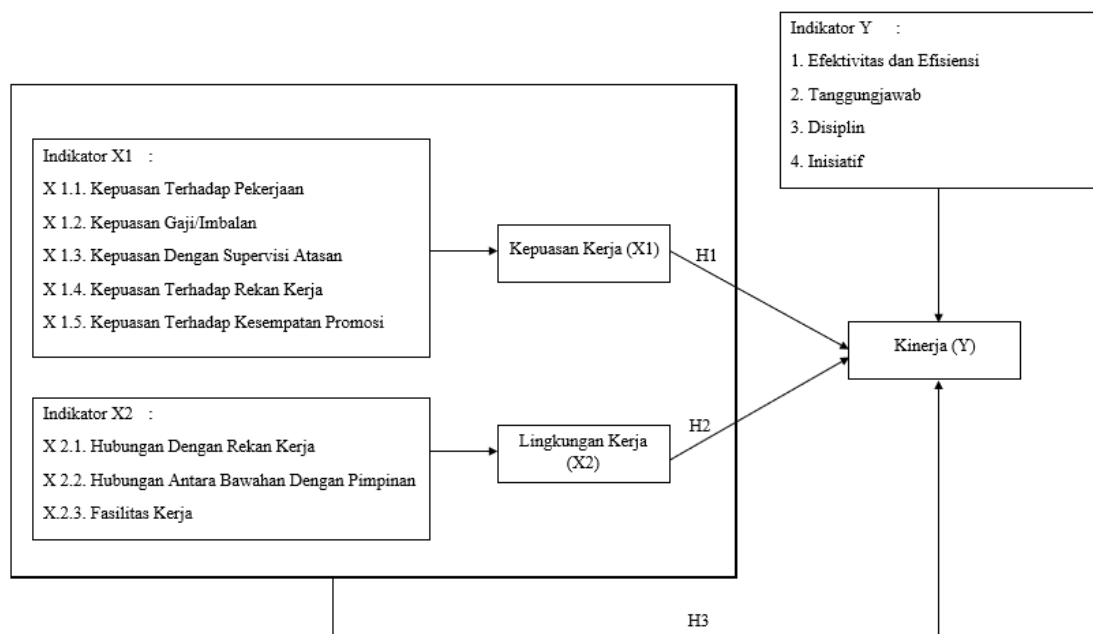 Indikator Y :
1. Efektivitas dan Efisiensi
2. Tanggungjawab
3. Disiplin
4. Inisiatif
Indikator X1 :
X 1.1. Kepuasan Terhadap Pekerjaan
X 1.2. Kepuasan Gaji/Imbalan
X 1.3. Kepuasan Dengan Supervisi Atasan
X 1.4. Kepuasan Terhadap Rekan Kerja
X 1.5. Kepuasan Terhadap Kesempatan Promosi
Kepuasan Kerja (X1)
H1
Kinerja (Y)
Indikator X2 :
X 2.1. Hubungan Dengan Rekan Kerja
X 2.2. Hubungan Antara Bawahan Dengan Pimpinan
X.2.3. Fasilitas Kerja
Lingkungan Kerja
(X2)
H2
H3